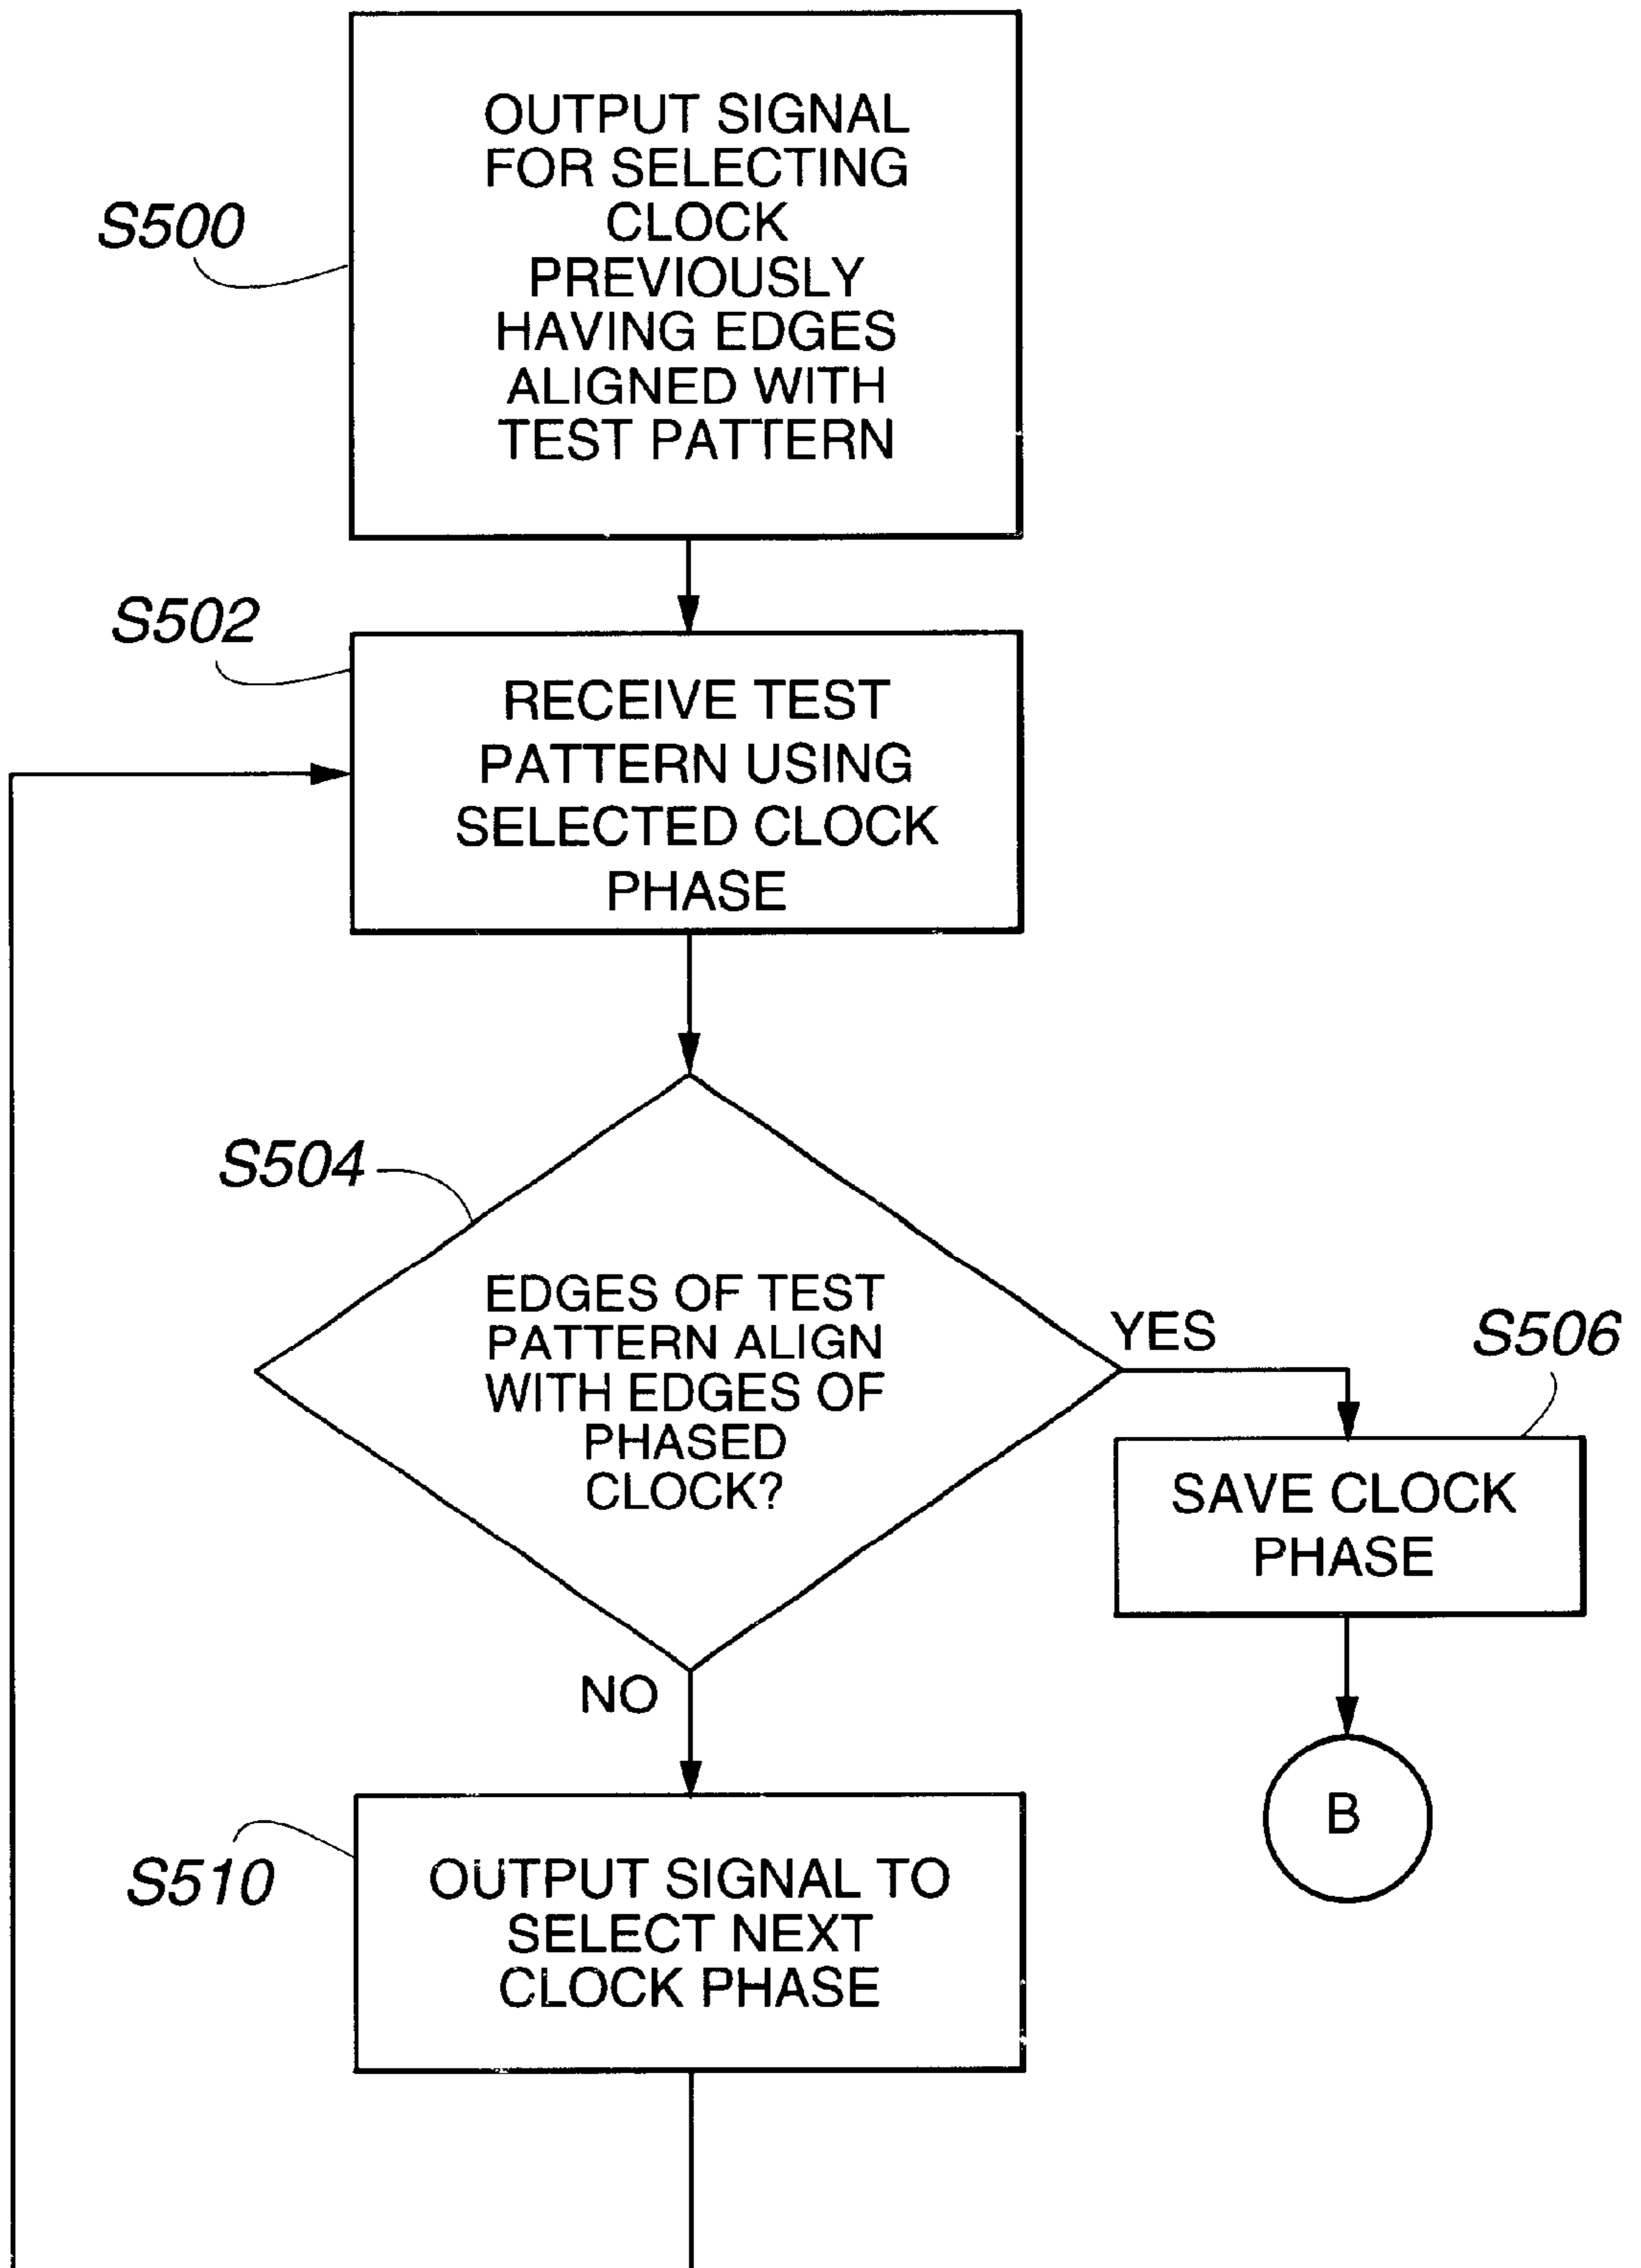 S500
OUTPUT SIGNAL
FOR SELECTING
CLOCK
PREVIOUSLY
HAVING EDGES
ALIGNED WITH
TEST PATTERN
S502
RECEIVE TEST
PATTERN USING
SELECTED CLOCK
PHASE
S504
EDGES OF TEST
PATTERN ALIGN
WITH EDGES OF
PHASED
CLOCK?
YES
S506
SAVE CLOCK
PHASE
B
NO
S510
OUTPUT SIGNAL TO
SELECT NEXT
CLOCK PHASE